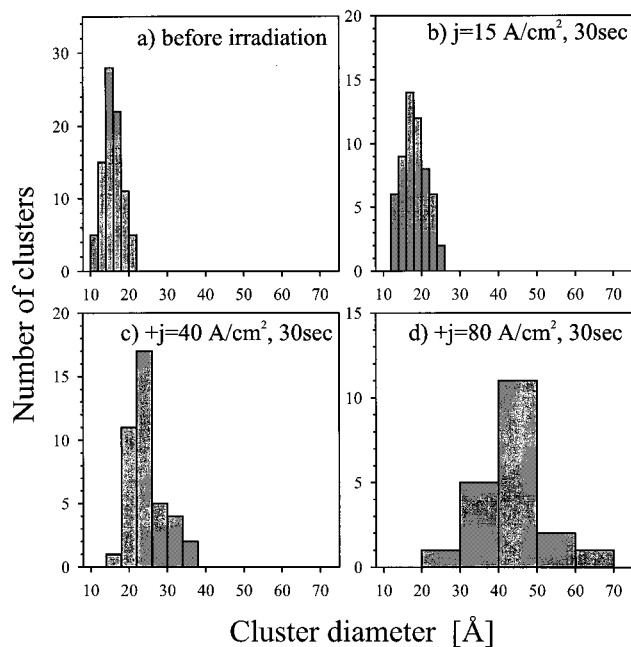 a) before irradiation
30
20
10
0
10 20 30 40 50 60 70
b) j=15 A/cm², 30sec
20
15
10
5
0
10 20 30 40 50 60 70
c) +j=40 A/cm², 30sec
20
15
10
5
0
10 20 30 40 50 60 70
d) +j=80 A/cm², 30sec
15
10
5
0
10 20 30 40 50 60 70
Number of clusters
Cluster diameter [Å]